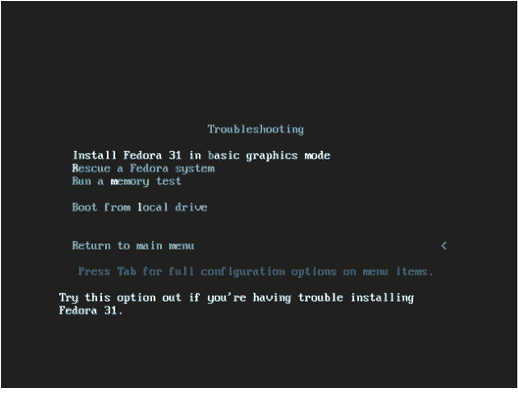 Troubleshooting
Install Fedora 31 in basic graphics mode
Rescue a Fedora system
Run a memory test
Boot from local drive
Return to main menu <
Press Tab for full configuration options on menu items.
Try this option out if you're having trouble installing
Fedora 31.